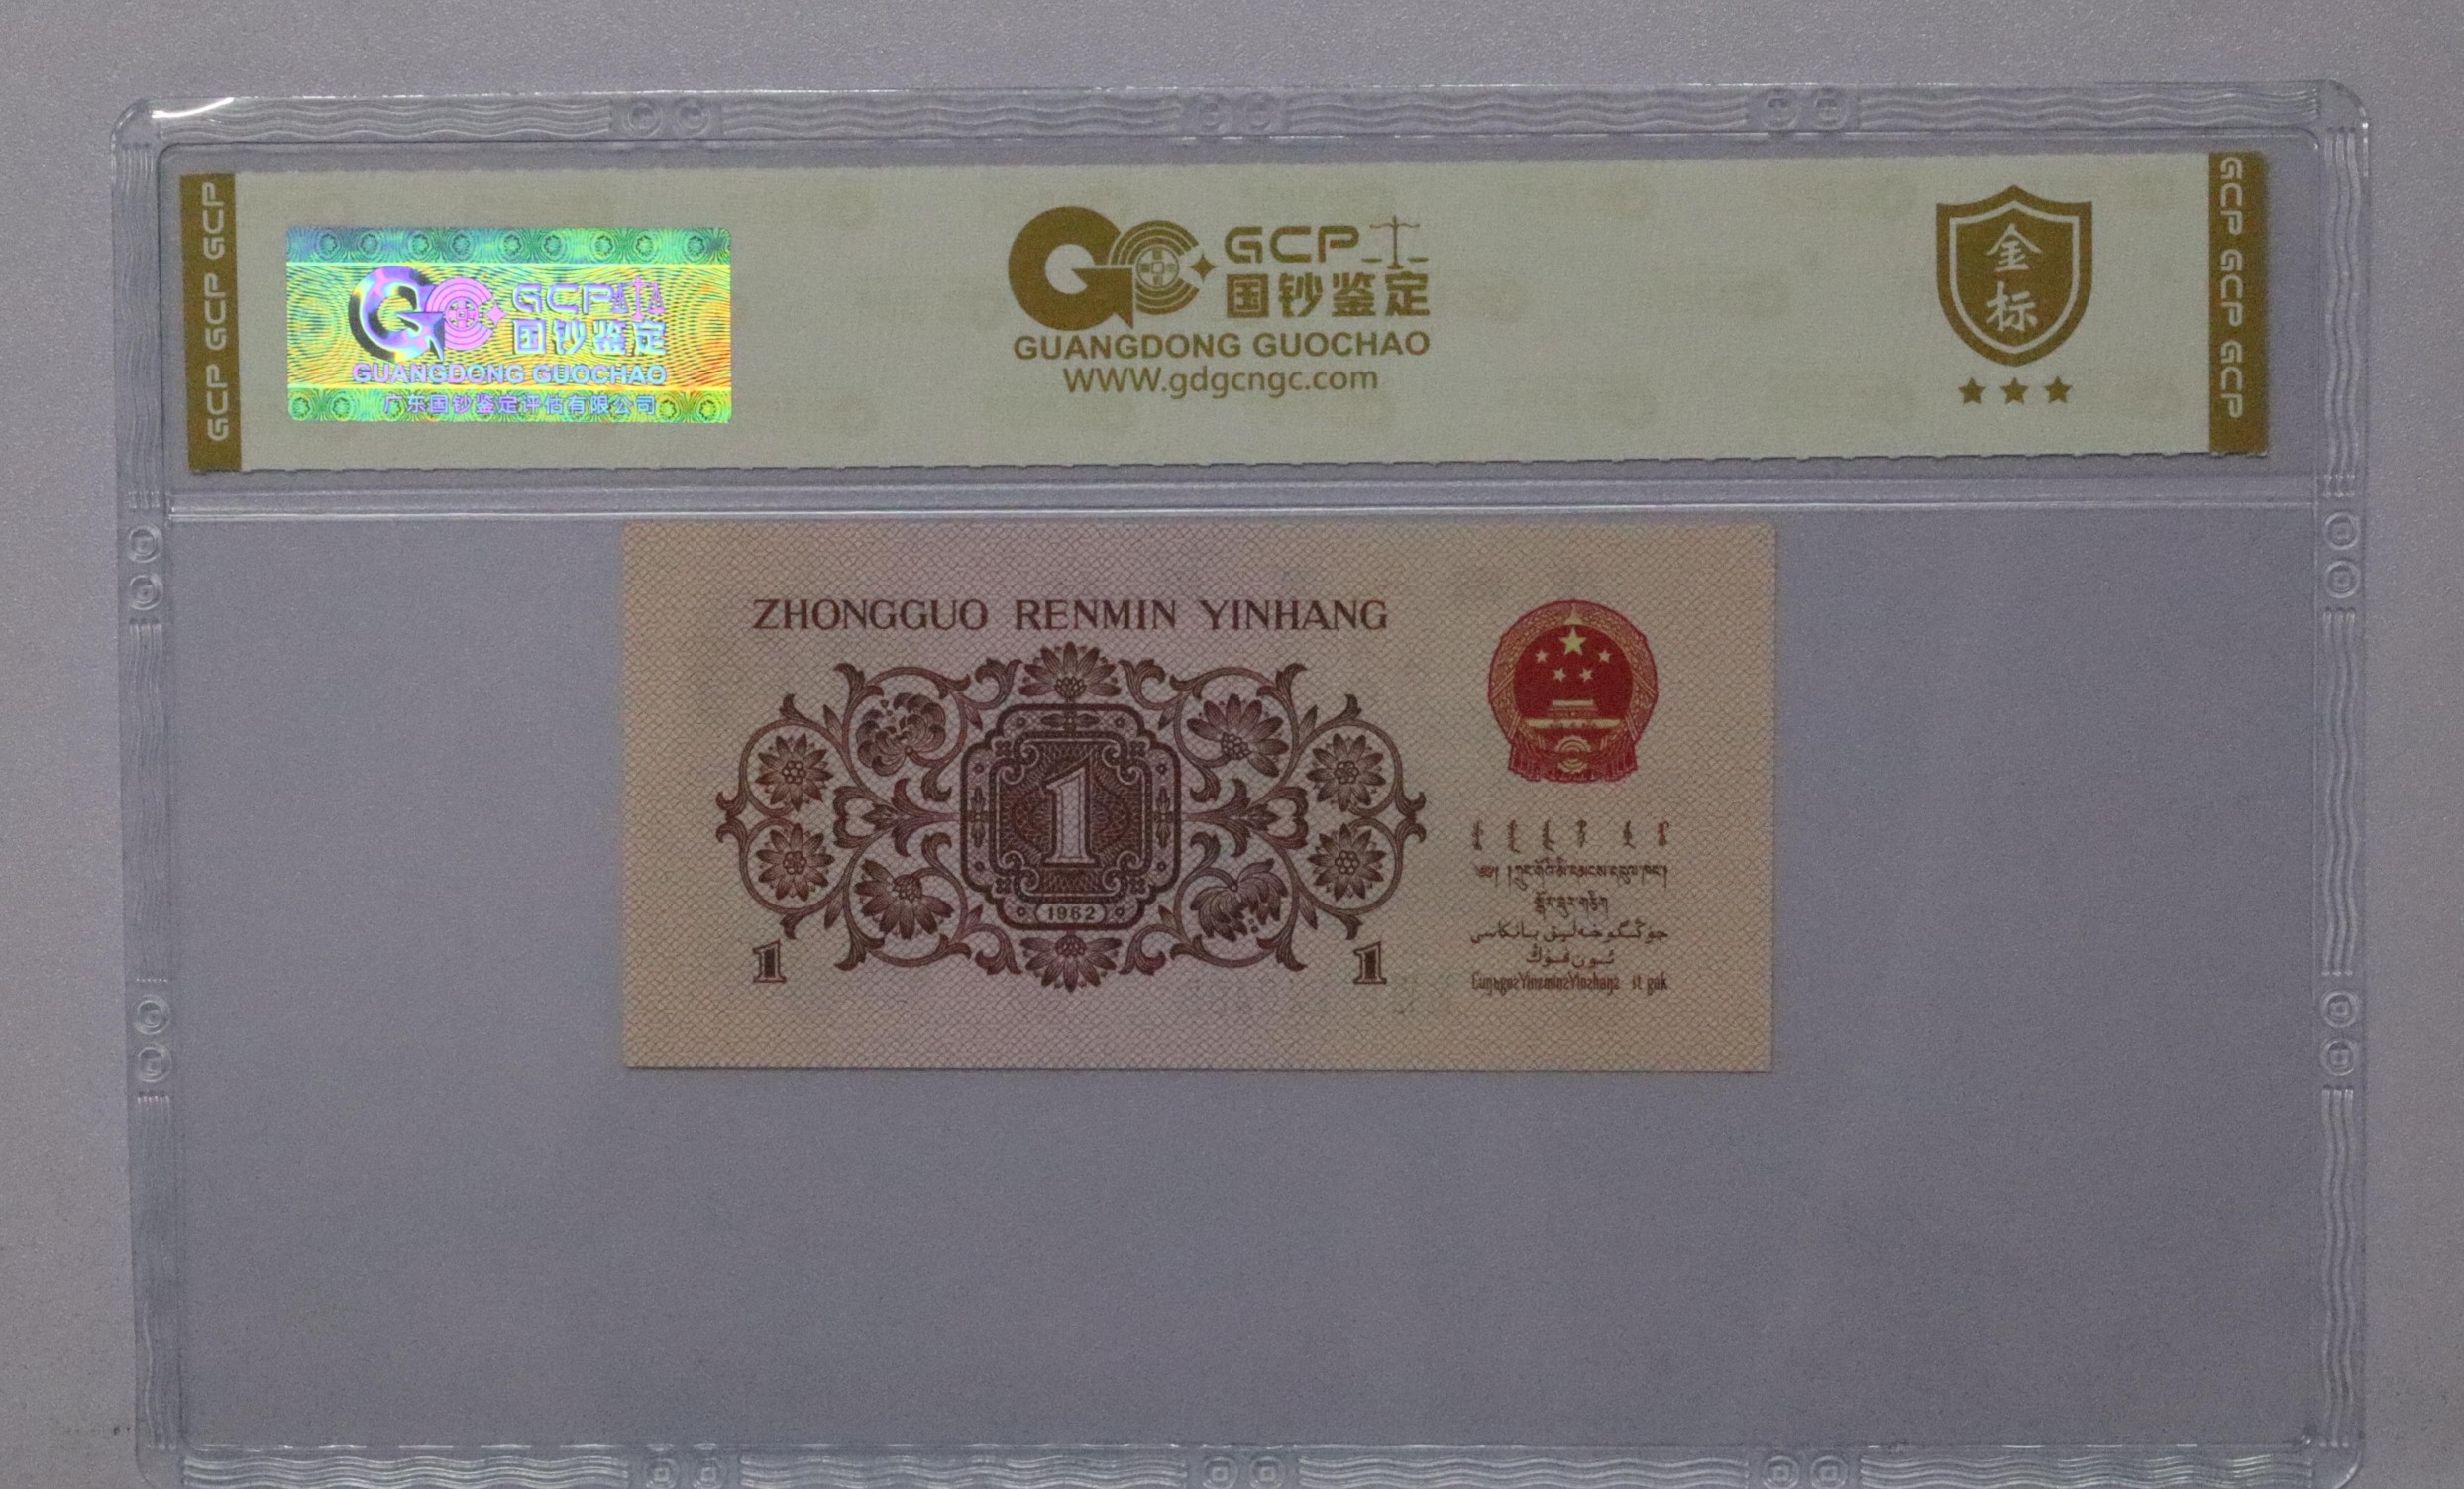 GCP GCP GCP
GCP
国钞鉴定
GUANGDONG GUOCHAO
广东国钞鉴定评估有限公司
GCP
国钞鉴定
GUANGDONG GUOCHAO
WWW.gdgcngc.com
金标
GCP GCP GCP
ZHONGGUO RENMIN YINHANG
1
1962
1
1
جۇڭگوخەلىق بانكاسى